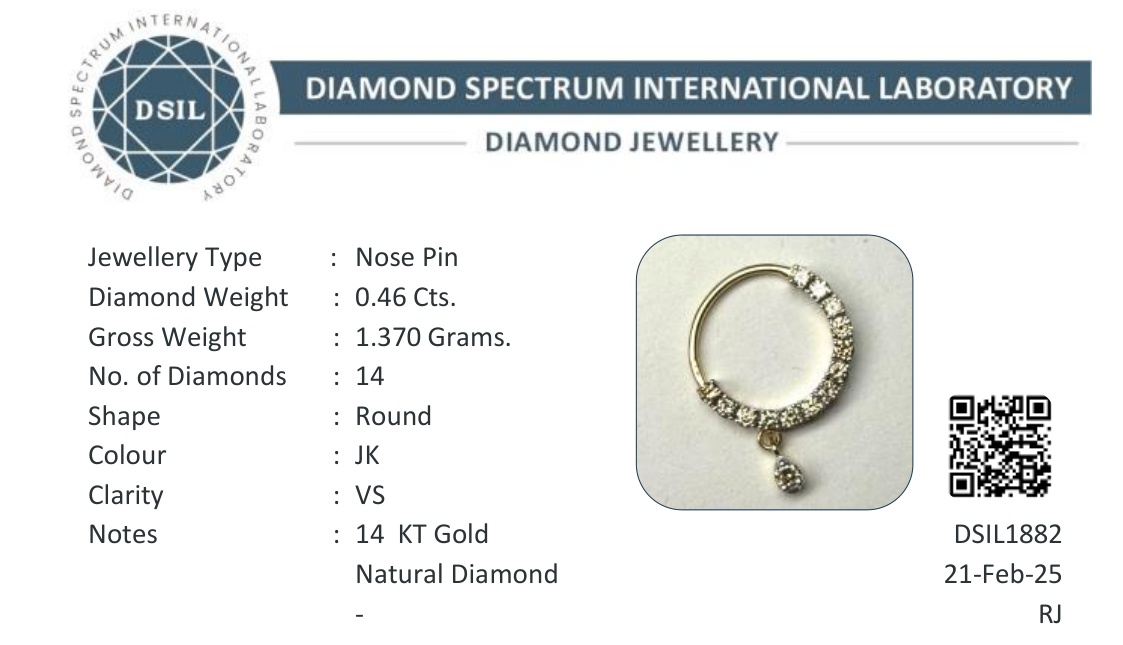 DIAMOND SPECTRUM INTERNATIONAL LABORATORY
DSIL
DIAMOND SPECTRUM INTERNATIONAL LABORATORY
DIAMOND JEWELLERY
Jewellery Type : Nose Pin
Diamond Weight : 0.46 Cts.
Gross Weight : 1.370 Grams.
No. of Diamonds : 14
Shape : Round
Colour : JK
Clarity : VS
Notes : 14 KT Gold
Natural Diamond
-
DSIL1882
21-Feb-25
RJ